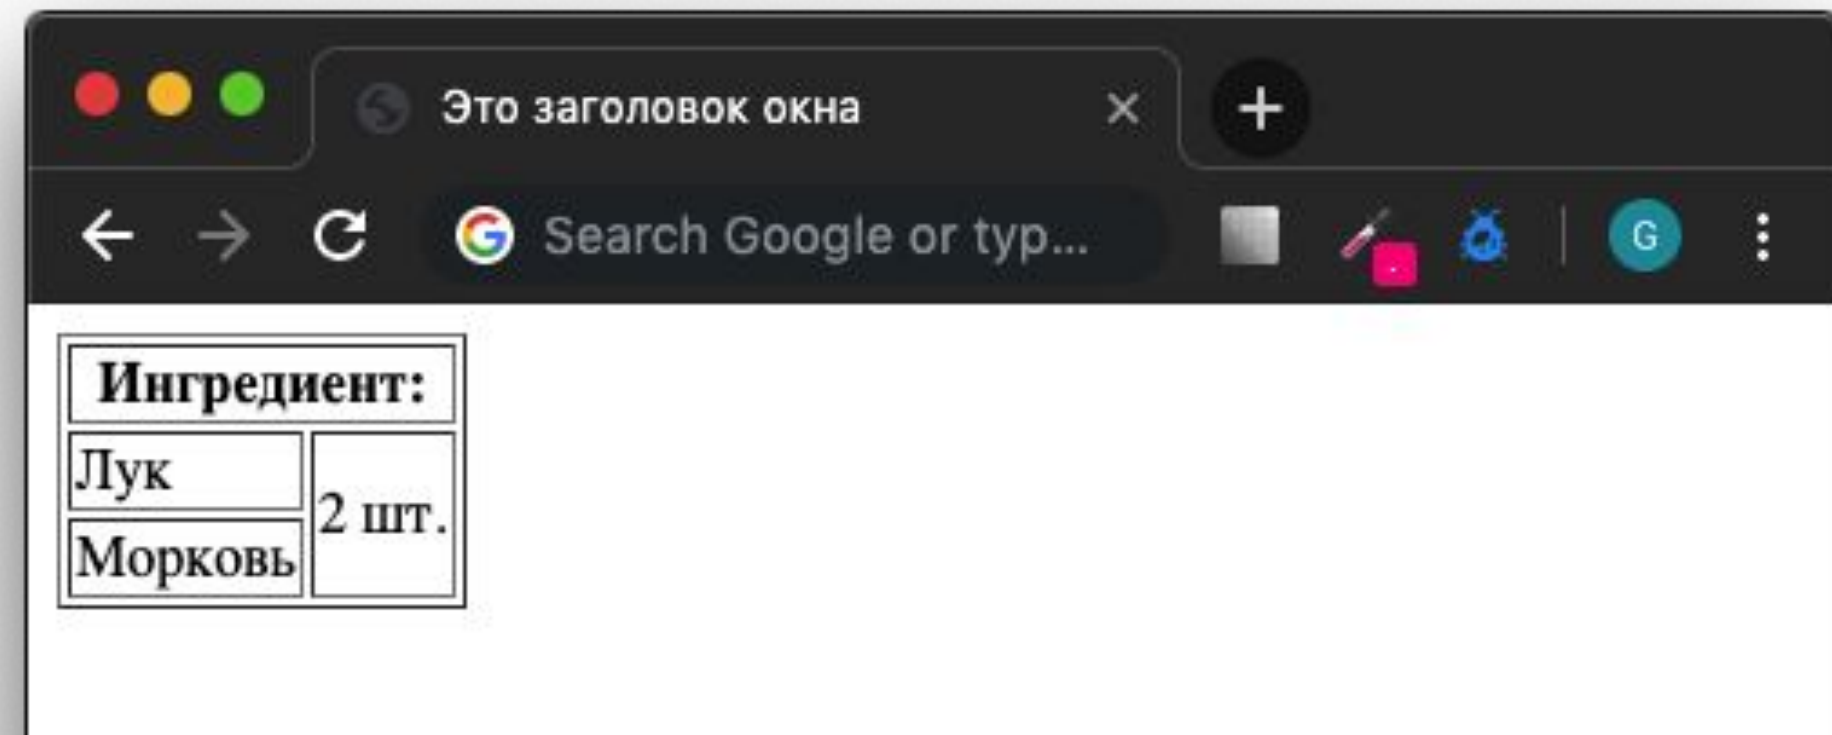 Это заголовок окна
Search Google or typ...
G
Ингредиент:
Лук
2 шт.
Морковь